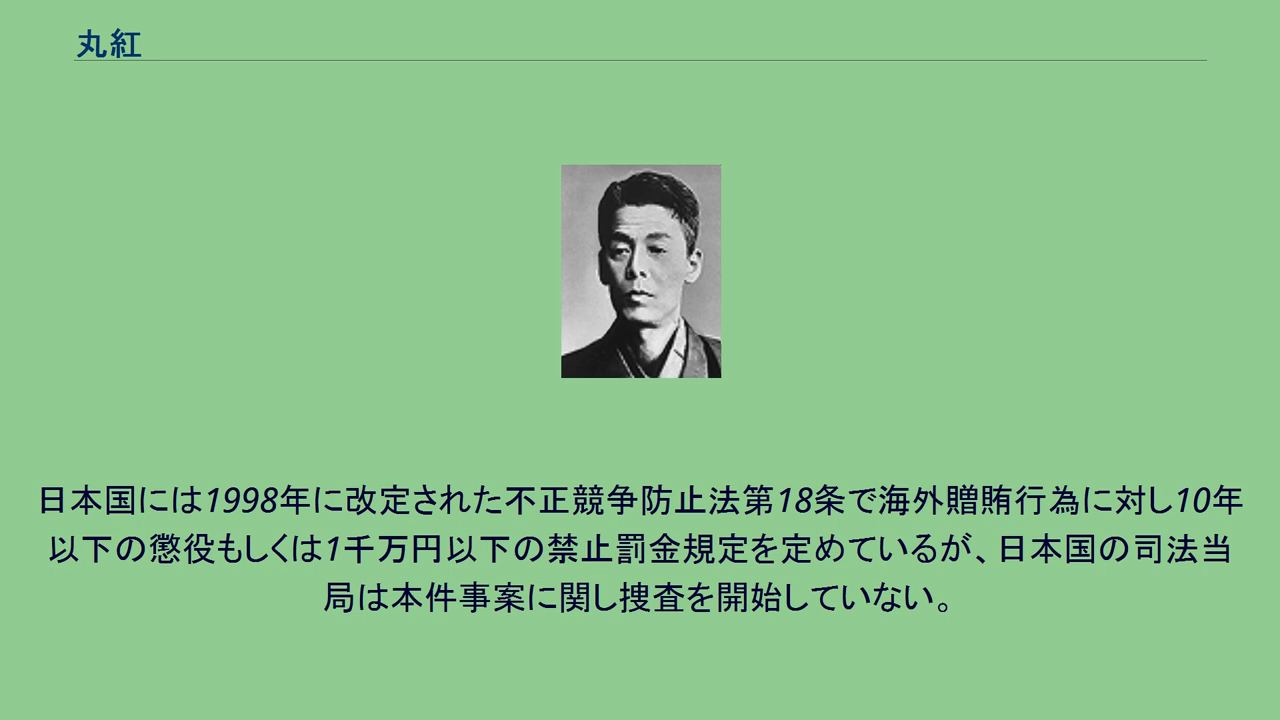 丸紅
日本国には1998年に改定された不正競争防止法第18条で海外贈賄行為に対し10年
以下の懲役もしくは1千万円以下の禁止罰金規定を定めているが、日本国の司法当
局は本件事案に関し捜査を開始していない。